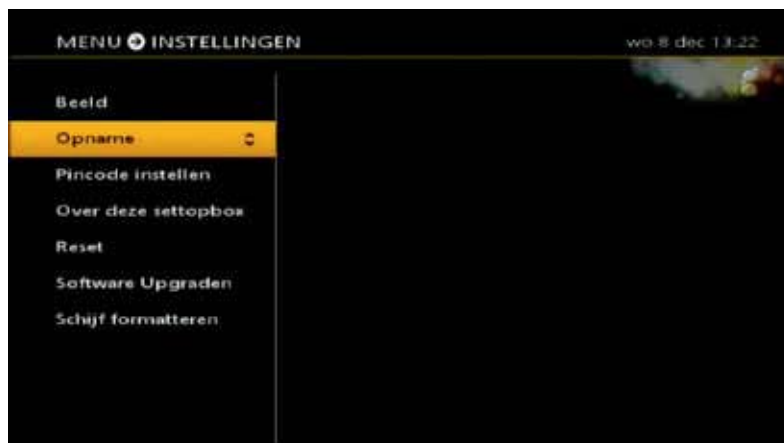 MENU INSTELLINGEN
wo 8 dec 13:22
Beeld
Opname
Pincode instellen
Over deze settopbox
Reset
Software Upgraden
Schijf formatteren